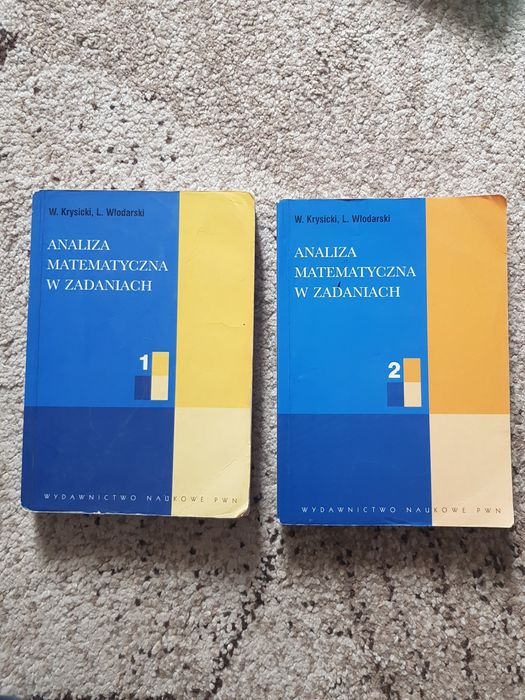 W. Krysicki, L. Włodarski
ANALIZA
MATEMATYCZNA
W ZADANIACH
1
WYDAWNICTWO NAUKOWE PWN
W. Krysicki, L. Włodarski
ANALIZA
MATEMATYCZNA
W ZADANIACH
2
WYDAWNICTWO NAUKOWE PWN